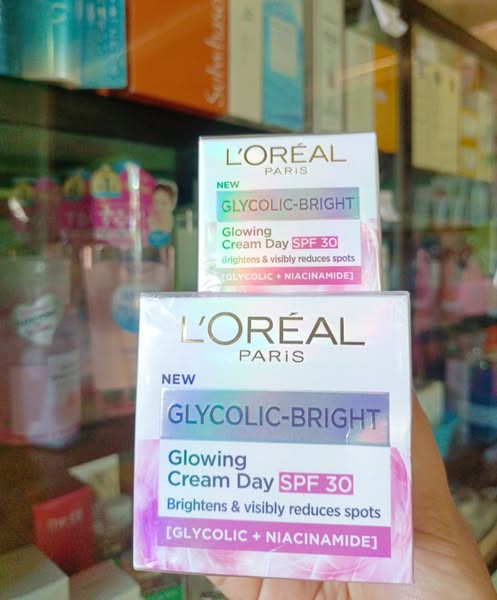 L'ORÉAL
PARIS
NEW
GLYCOLIC-BRIGHT
Glowing
Cream Day SPF 30
Brightens & visibly reduces spots
[GLYCOLIC + NIACINAMIDE]
L'ORÉAL
PARIS
NEW
GLYCOLIC-BRIGHT
Glowing
Cream Day SPF 30
Brightens & visibly reduces spots
[GLYCOLIC + NIACINAMIDE]